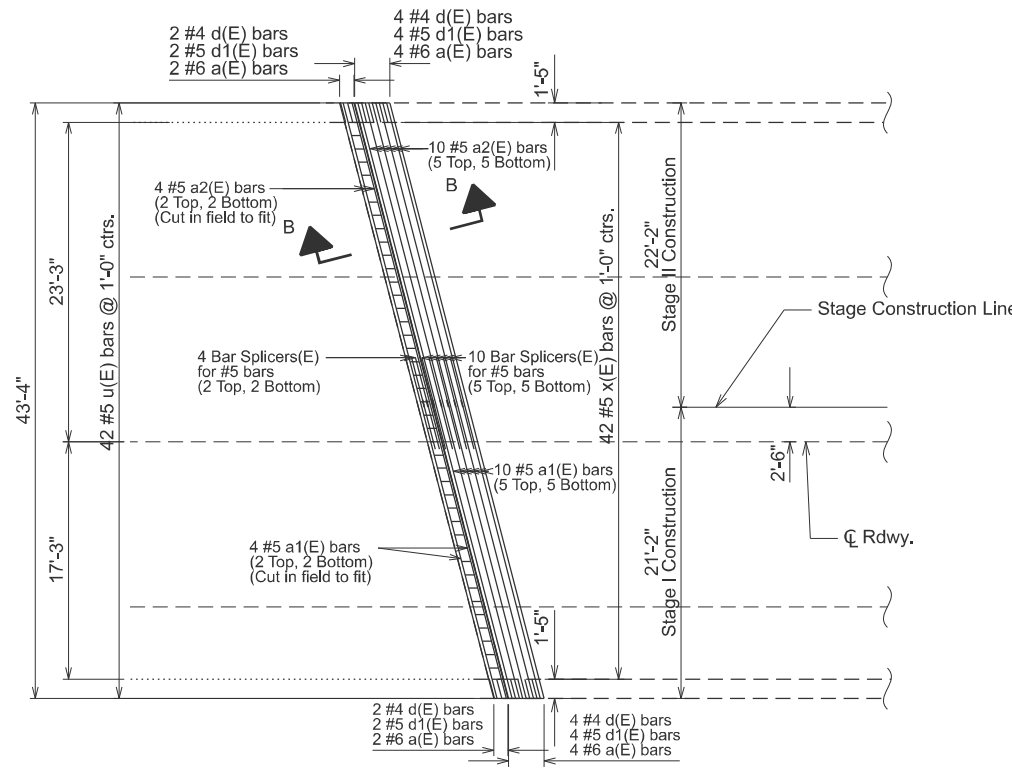 2 #4 d(E) bars
2 #5 d1(E) bars
2 #6 a(E) bars
4 #4 d(E) bars
4 #5 d1(E) bars
4 #6 a(E) bars
1'-5"
10 #5 a2(E) bars
(5 Top, 5 Bottom)
4 #5 a2(E) bars
(2 Top, 2 Bottom)
(Cut in field to fit)
B
B
43'-4"
23'-3"
17'-3"
42 #5 u(E) bars @ 1'-0" ctrs.
4 Bar Splicers(E)
for #5 bars
(2 Top, 2 Bottom)
10 Bar Splicers(E)
for #5 bars
(5 Top, 5 Bottom)
42 #5 x(E) bars @ 1'-0" ctrs.
22'-2"
Stage II Construction
Stage Construction Line
2'-6"
℄ Rdwy.
21'-2"
Stage I Construction
10 #5 a1(E) bars
(5 Top, 5 Bottom)
4 #5 a1(E) bars
(2 Top, 2 Bottom)
(Cut in field to fit)
1'-5"
2 #4 d(E) bars
2 #5 d1(E) bars
2 #6 a(E) bars
4 #4 d(E) bars
4 #5 d1(E) bars
4 #6 a(E) bars